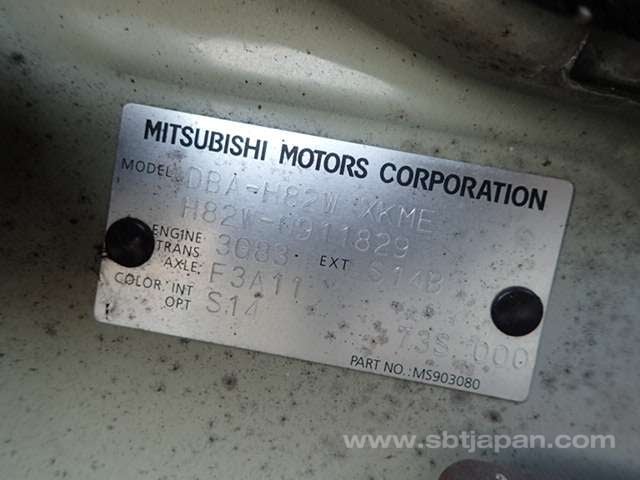 MITSUBISHI MOTORS CORPORATION
MODEL DBA-H82W XKME
H82W-0911829
ENGINE 3G83 EXT
TRANS AXLE. F3A11
COLOR. INT
OPT S14 73S 000
PART NO.:MS903080
www.sbtjapan.com